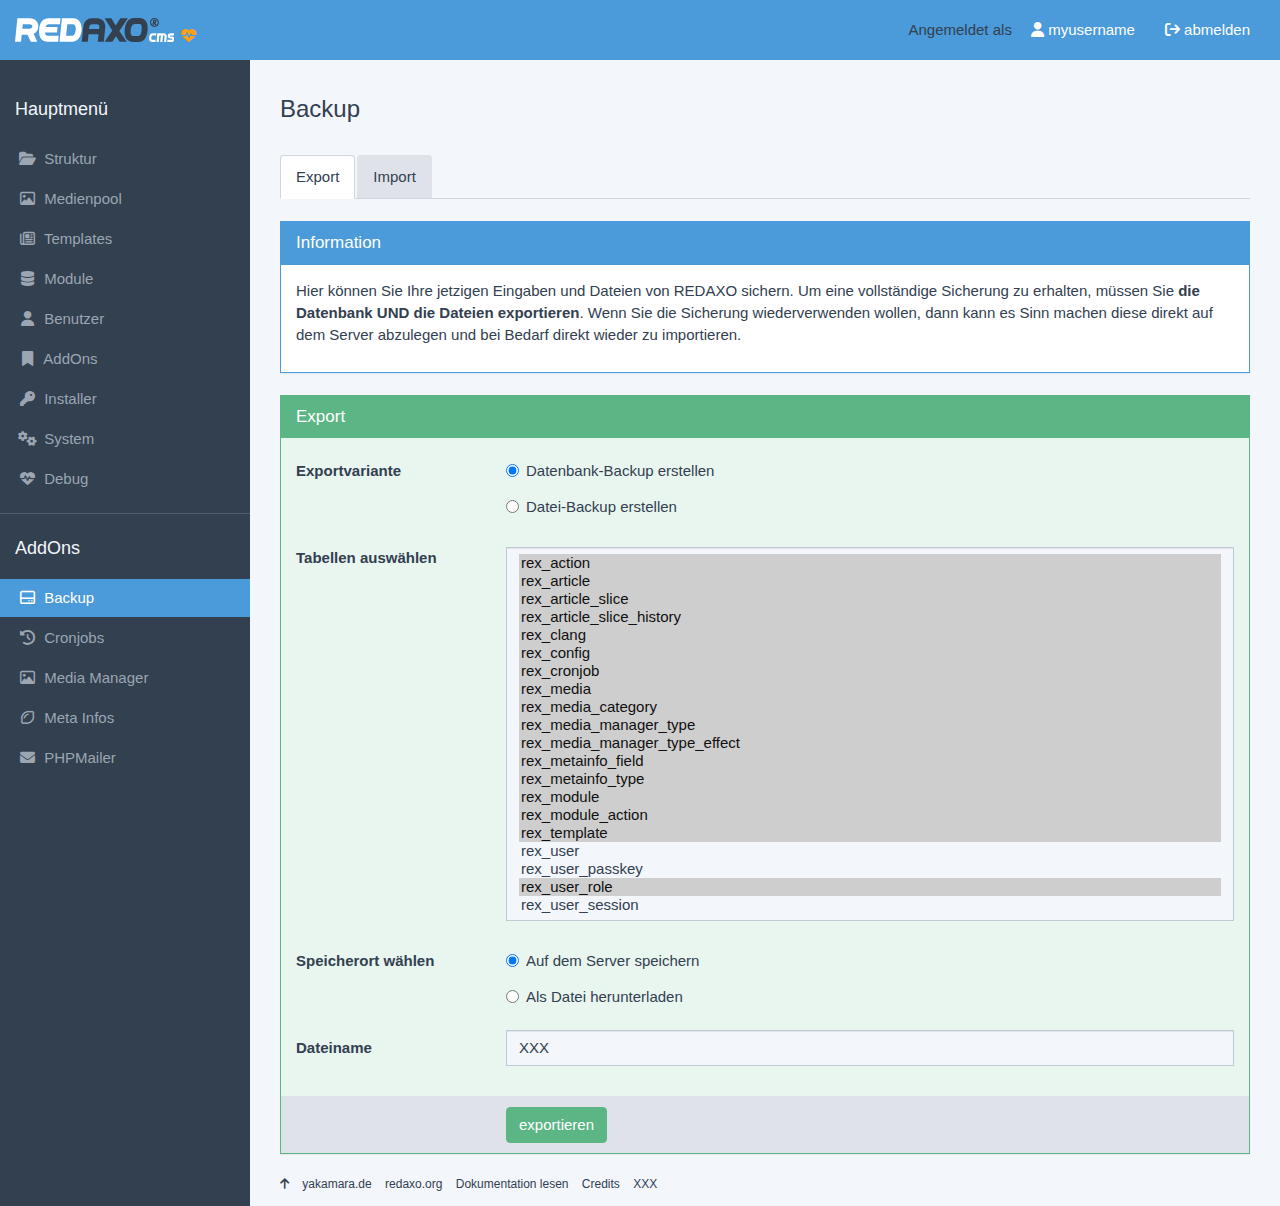 REDAXO® cms
Angemeldet als myusername abmelden
Hauptmenü
Struktur
Medienpool
Templates
Module
Benutzer
AddOns
Installer
System
Debug
AddOns
Backup
Cronjobs
Media Manager
Meta Infos
PHPMailer
Backup
Export Import
Information
Hier können Sie Ihre jetzigen Eingaben und Dateien von REDAXO sichern. Um eine vollständige Sicherung zu erhalten, müssen Sie die
Datenbank UND die Dateien exportieren. Wenn Sie die Sicherung wiederverwenden wollen, dann kann es Sinn machen diese direkt auf
dem Server abzulegen und bei Bedarf direkt wieder zu importieren.
Export
Exportvariante
Datenbank-Backup erstellen
Datei-Backup erstellen
Tabellen auswählen
rex_action
rex_article
rex_article_slice
rex_article_slice_history
rex_clang
rex_config
rex_cronjob
rex_media
rex_media_category
rex_media_manager_type
rex_media_manager_type_effect
rex_metainfo_field
rex_metainfo_type
rex_module
rex_module_action
rex_template
rex_user
rex_user_passkey
rex_user_role
rex_user_session
Speicherort wählen
Auf dem Server speichern
Als Datei herunterladen
Dateiname
XXX
exportieren
yakamara.de redaxo.org Dokumentation lesen Credits XXX